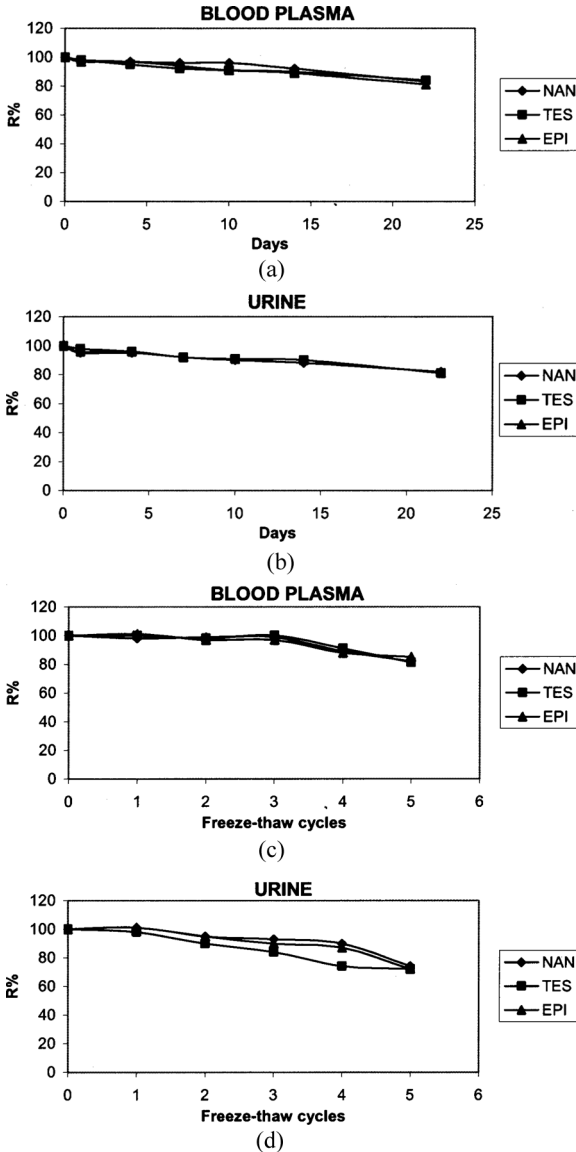 BLOOD PLASMA
120
100
80
60
40
20
0
R%
0 5 10 15 20 25
Days
NAN
TES
EPI
(a)
URINE
120
100
80
60
40
20
0
R%
0 5 10 15 20 25
Days
NAN
TES
EPI
(b)
BLOOD PLASMA
120
100
80
60
40
20
0
R%
0 1 2 3 4 5 6
Freeze-thaw cycles
NAN
TES
EPI
(c)
URINE
120
100
80
60
40
20
0
R%
0 1 2 3 4 5 6
Freeze-thaw cycles
NAN
TES
EPI
(d)